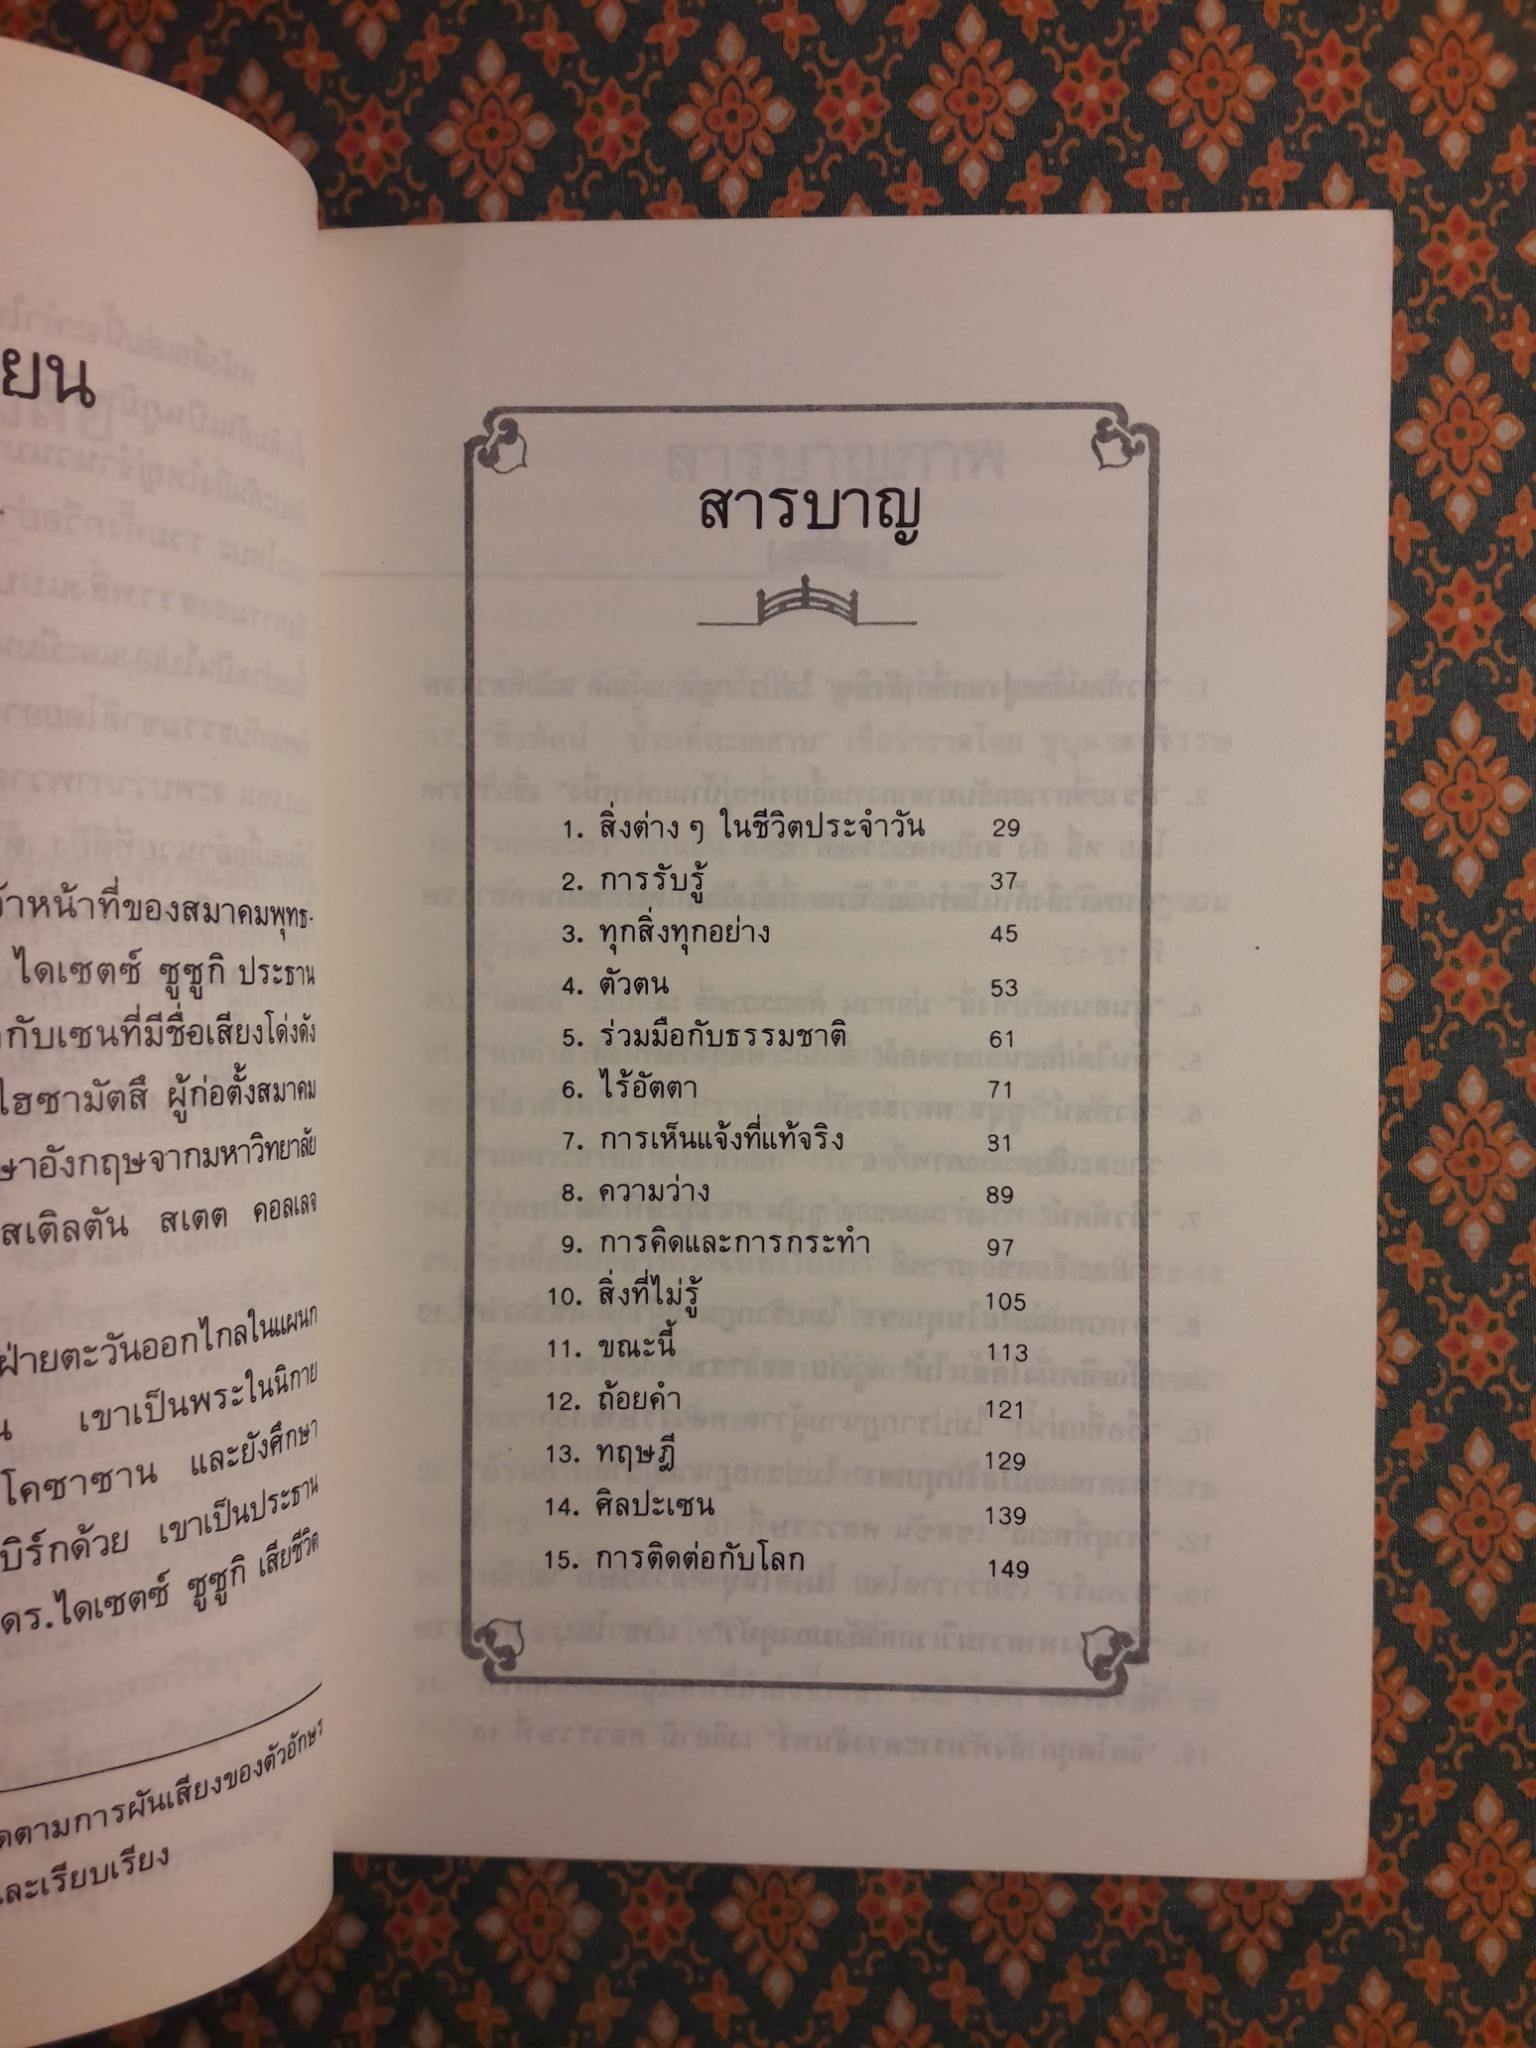 ยน
้าหน้าที่ของสมาคมพุทธ-
ไดเซตซ์ ซูซูกิ ประธาน
กับเซนที่มีชื่อเสียงโด่งดัง
ไฮซามัตสึ ผู้ก่อตั้งสมาคม
ษาอังกฤษจากมหาวิทยาลัย
สเติลตัน สเตต คอลเลจ
ฝ่ายตะวันออกไกลในแผนก
น เขาเป็นพระในนิกาย
โคซาซาน และยังศึกษา
บิร์กด้วย เขาเป็นประธาน
ดร.ไดเซตซ์ ซูซูกิ เสียชีวิต
ดตามการผันเสียงของตัวอักษร
และเรียบเรียง
สารบาญ
1. สิ่งต่าง ๆ ในชีวิตประจำวัน 29
2. การรับรู้ 37
3. ทุกสิ่งทุกอย่าง 45
4. ตัวตน 53
5. ร่วมมือกับธรรมชาติ 61
6. ไร้อัตตา 71
7. การเห็นแจ้งที่แท้จริง 31
8. ความว่าง 89
9. การคิดและการกระทำ 97
10. สิ่งที่ไม่รู้ 105
11. ขณะนี้ 113
12. ถ้อยคำ 121
13. ทฤษฎี 129
14. ศิลปะเซน 139
15. การติดต่อกับโลก 149